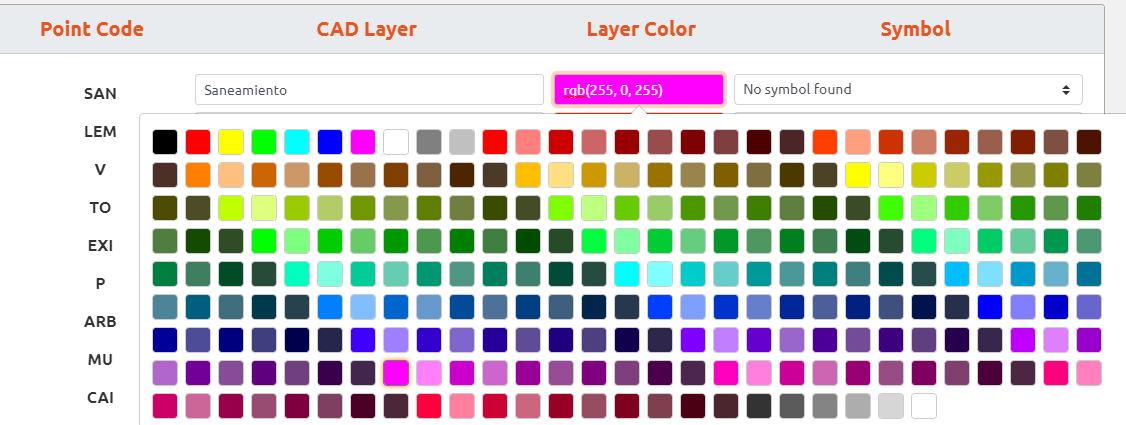 Point Code CAD Layer Layer Color Symbol
SAN Saneamiento rgb(255, 0, 255) No symbol found
LEM
V
TO
EXI
P
ARB
MU
CAI